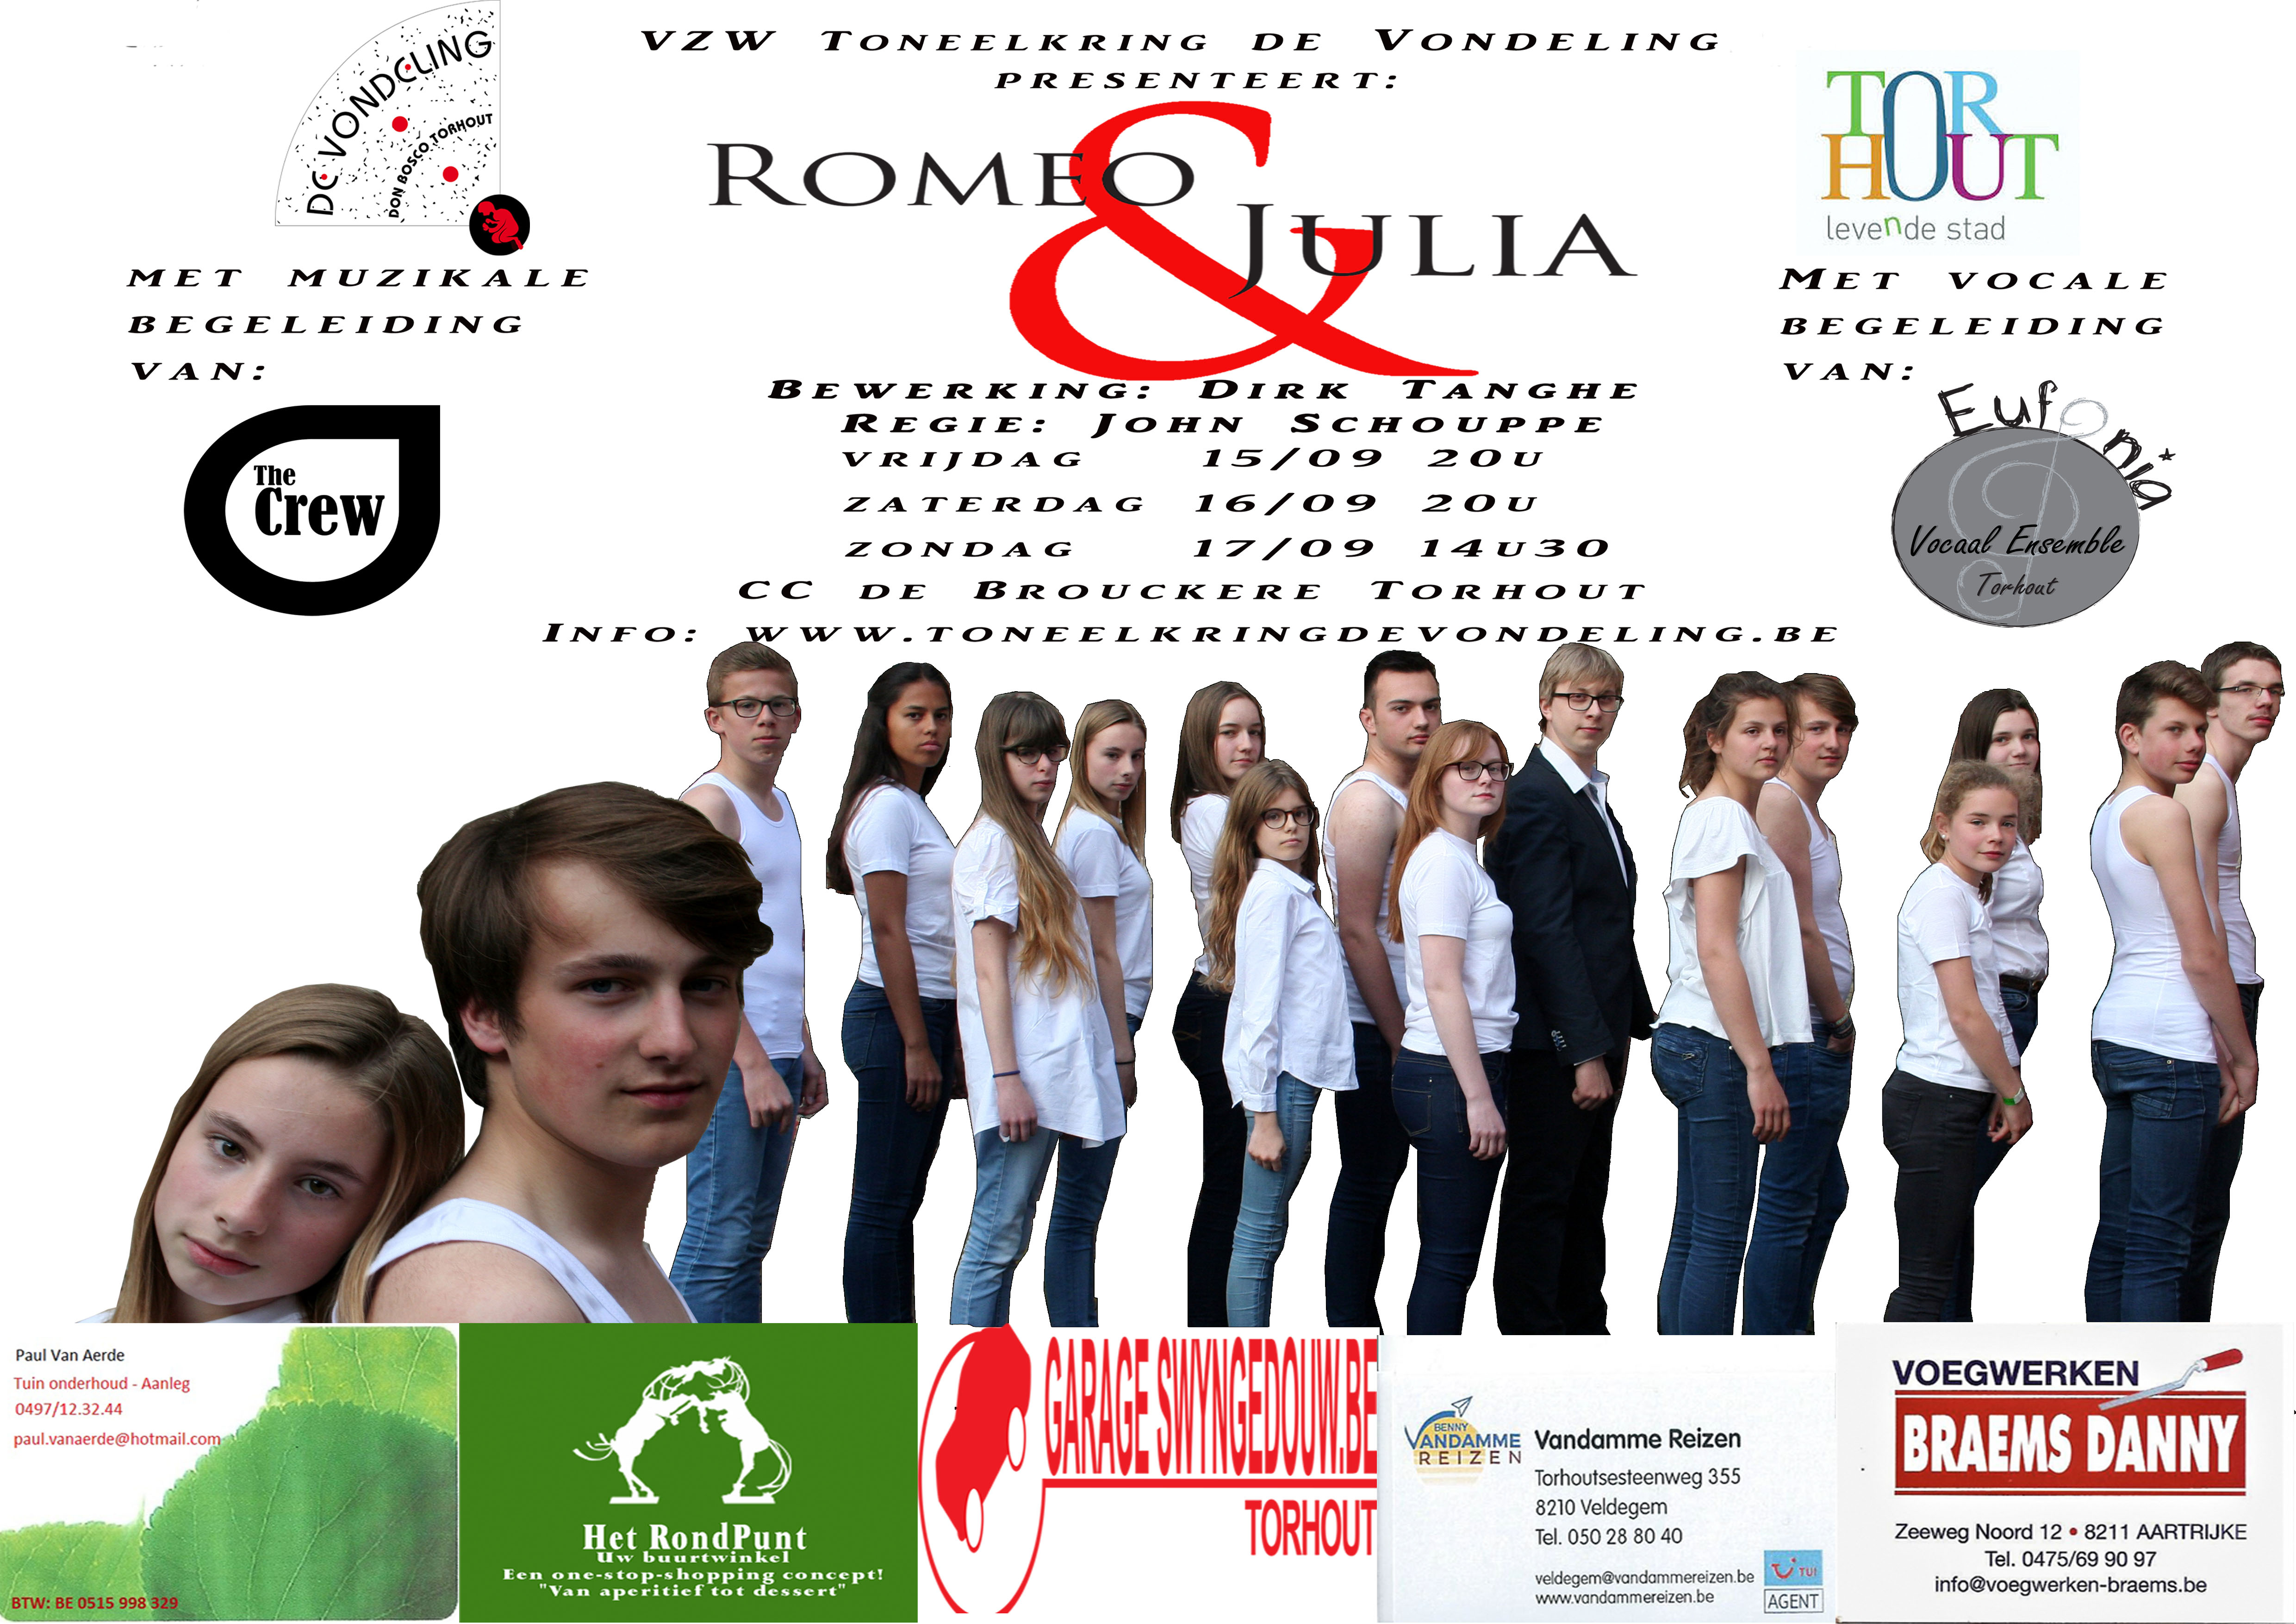 VZW Toneelkring de Vondeling
presenteert:
Romeo
&
Julia
Bewerking: Dirk Tanghe
Regie: John Schouppe
vrijdag 15/09 20u
zaterdag 16/09 20u
zondag 17/09 14u30
CC de Brouckere Torhout
Info: www.toneelkringdevondeling.be
DE VONDELING
DON BOSCO TORHOUT
met muzikale
begeleiding
van:
The
Crew
TOR
HOUT
levende stad
Met vocale
begeleiding
van:
Eufonia
Vocaal Ensemble
Torhout
Paul Van Aerde
Tuin onderhoud - Aanleg
0497/12.32.44
paul.vanaerde@hotmail.com
BTW: BE 0515 998 329
Het RondPunt
Uw buurtwinkel
Een one-stop-shopping concept!
"Van aperitief tot dessert"
GARAGE SWYNGEDOUW.BE
TORHOUT
BENNY
VANDAMME
REIZEN
Vandamme Reizen
Torhoutsesteenweg 355
8210 Veldegem
Tel. 050 28 80 40
veldegem@vandammereizen.be
www.vandammereizen.be
TUI
AGENT
VOEGWERKEN
BRAEMS DANNY
Zeeweg Noord 12 • 8211 AARTRIJKE
Tel. 0475/69 90 97
info@voegwerken-braems.be